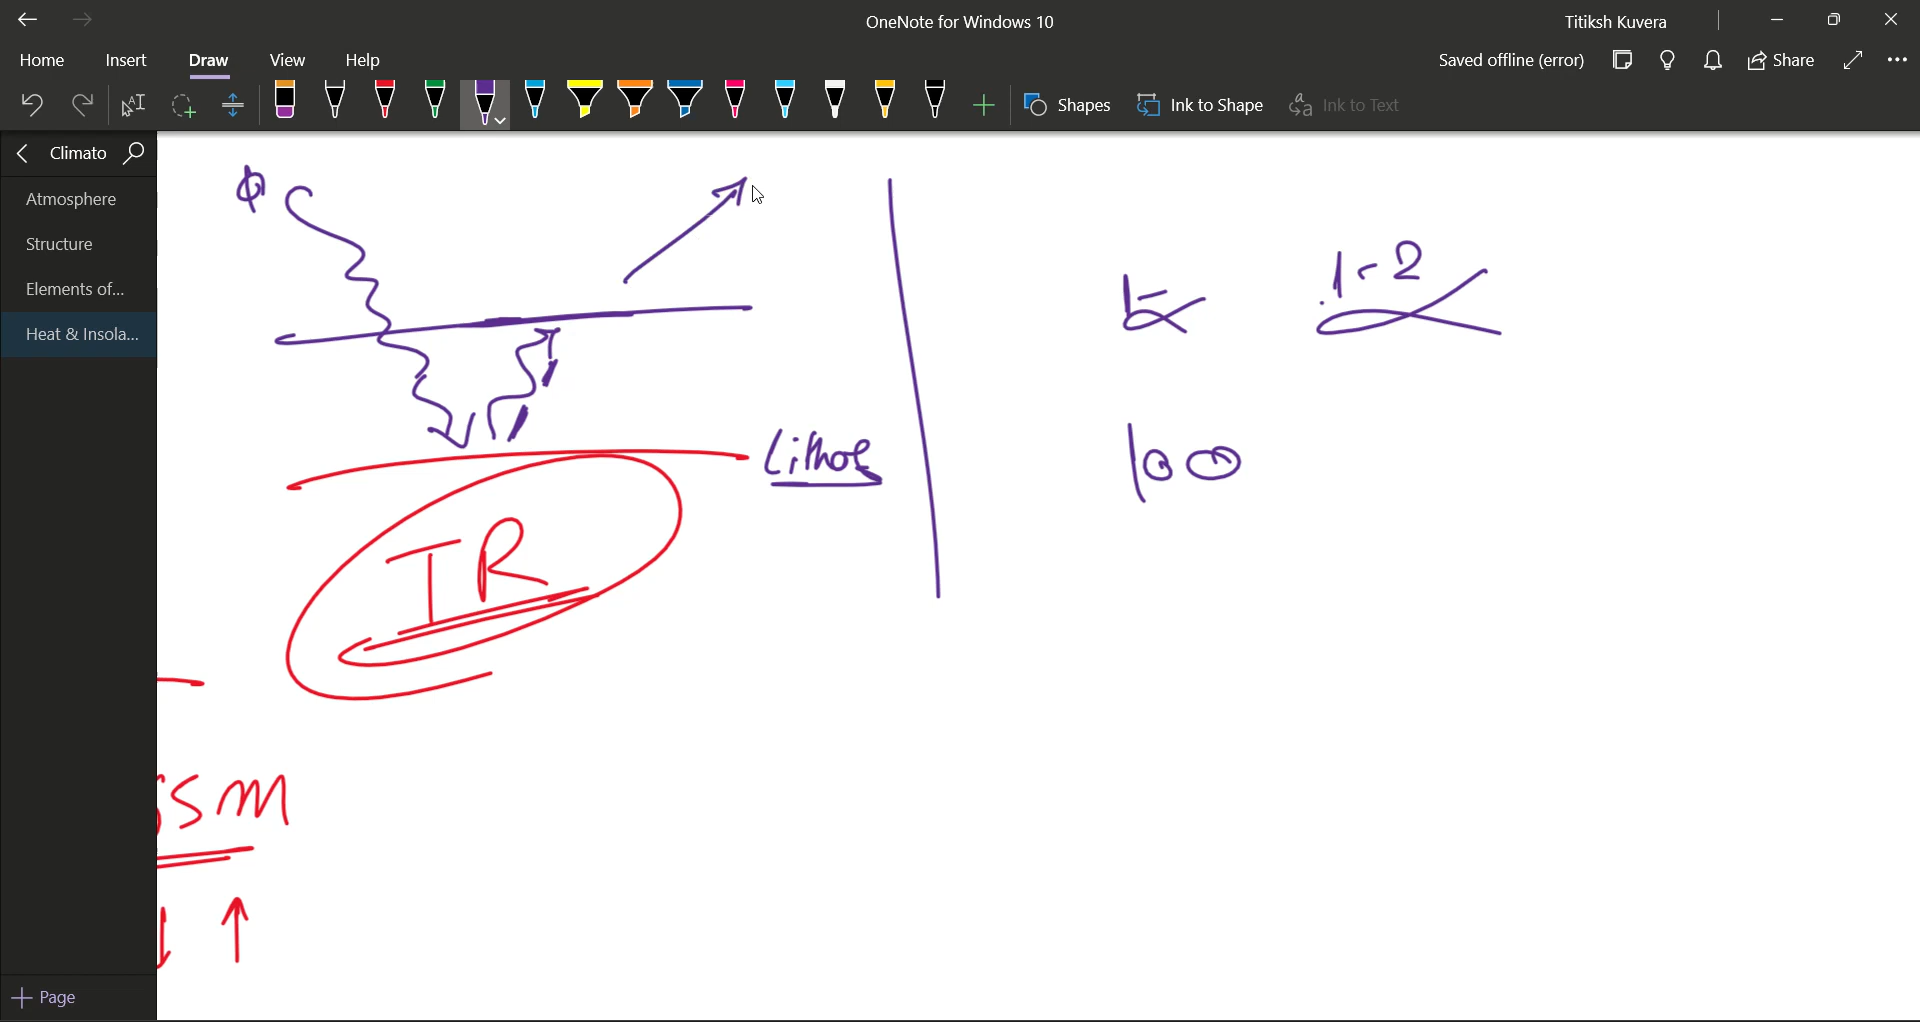 OneNote for Windows 10
Titiksh Kuvera
Home Insert Draw View Help
Saved offline (error) Share
Shapes Ink to Shape Ink to Text
Climato
Atmosphere
Structure
Elements of...
Heat & Insola...
Page
ϕ
1-2
100
IR
SM